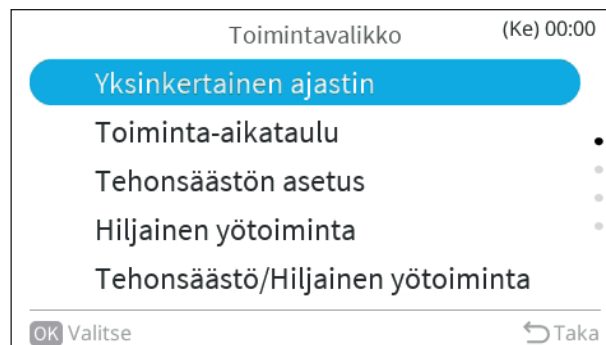 Toimintavalikko (Ke) 00:00
Yksinkertainen ajastin
Toiminta-aikataulu
Tehonsäästön asetus
Hiljainen yötoiminta
Tehonsäästö/Hiljainen yötoiminta
OK Valitse Taka